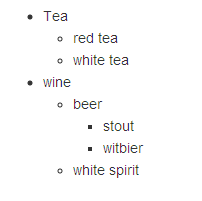 Tea
red tea
white tea
wine
beer
stout
witbier
white spirit